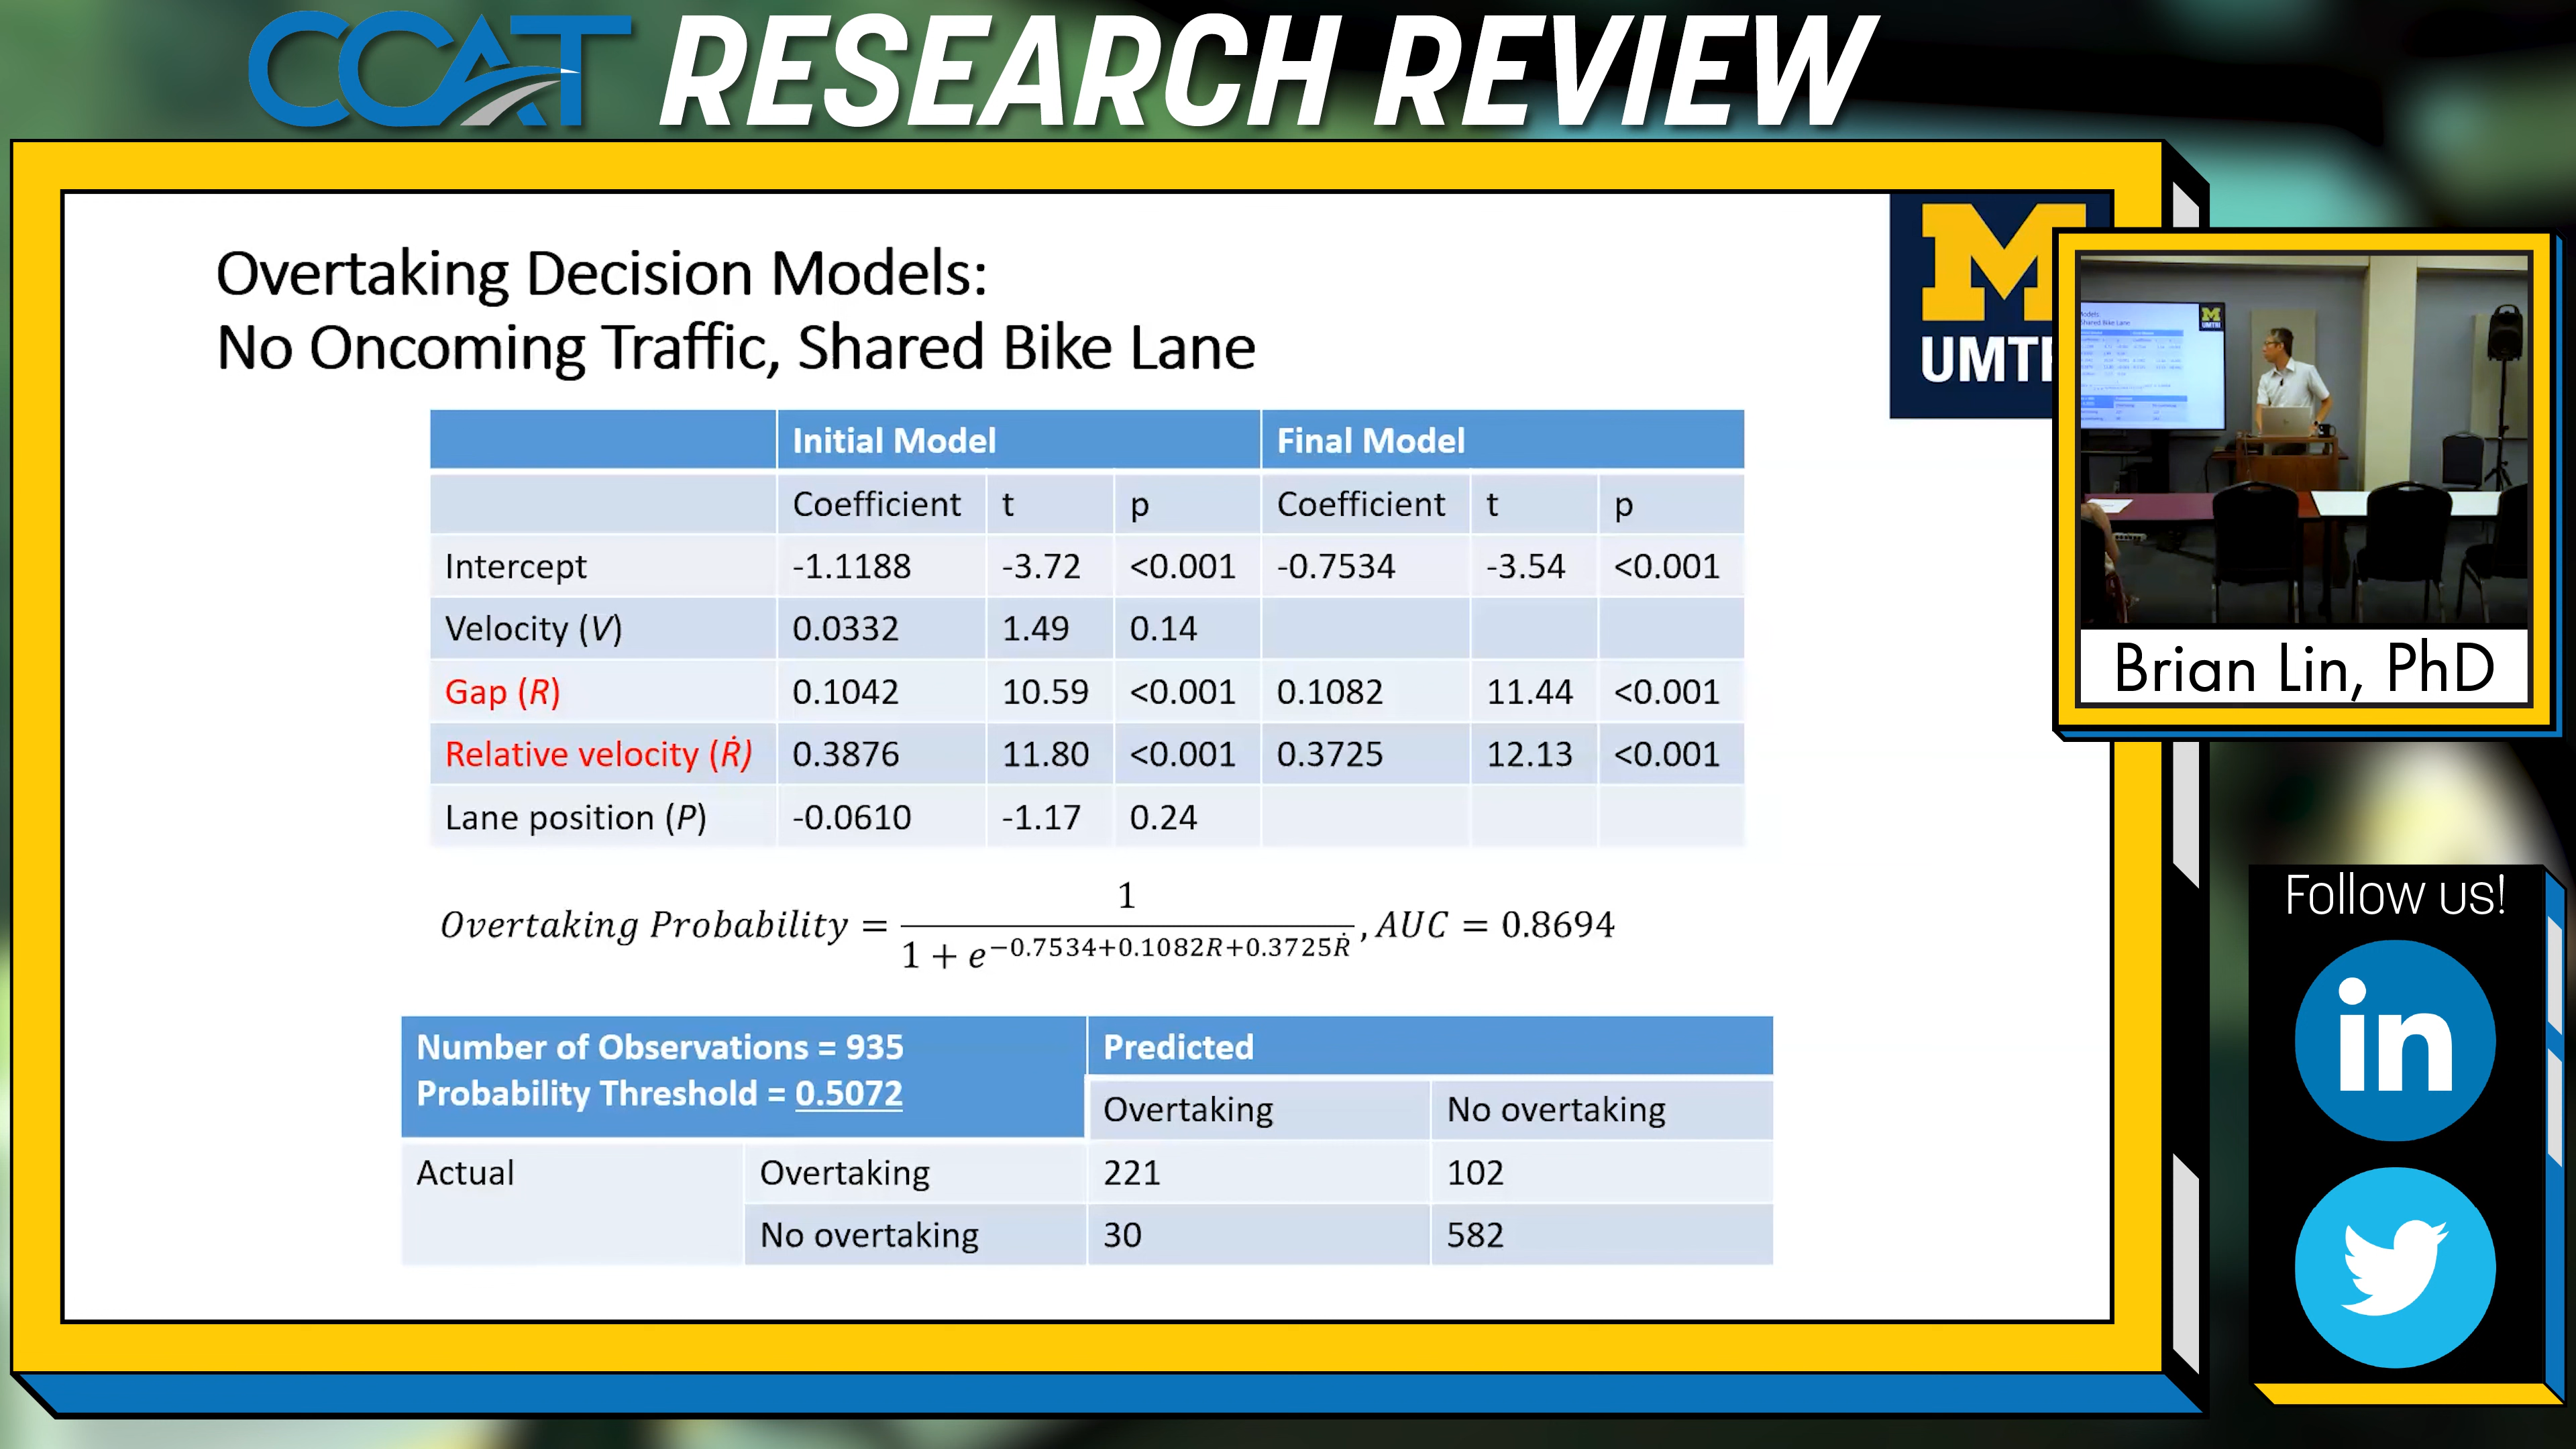 CCAT RESEARCH REVIEW
Overtaking Decision Models:
No Oncoming Traffic, Shared Bike Lane
M
UMTR
Initial Model Final Model
Coefficient t p Coefficient t p
Intercept -1.1188 -3.72 <0.001 -0.7534 -3.54 <0.001
Velocity (V) 0.0332 1.49 0.14
Gap (R) 0.1042 10.59 <0.001 0.1082 11.44 <0.001
Relative velocity (Ṙ) 0.3876 11.80 <0.001 0.3725 12.13 <0.001
Lane position (P) -0.0610 -1.17 0.24
Overtaking Probability = 1 / (1 + e^(−0.7534+0.1082R+0.3725Ṙ)), AUC = 0.8694
Number of Observations = 935
Probability Threshold = 0.5072
Predicted
Overtaking No overtaking
Actual Overtaking 221 102
No overtaking 30 582
Brian Lin, PhD
Follow us!
in